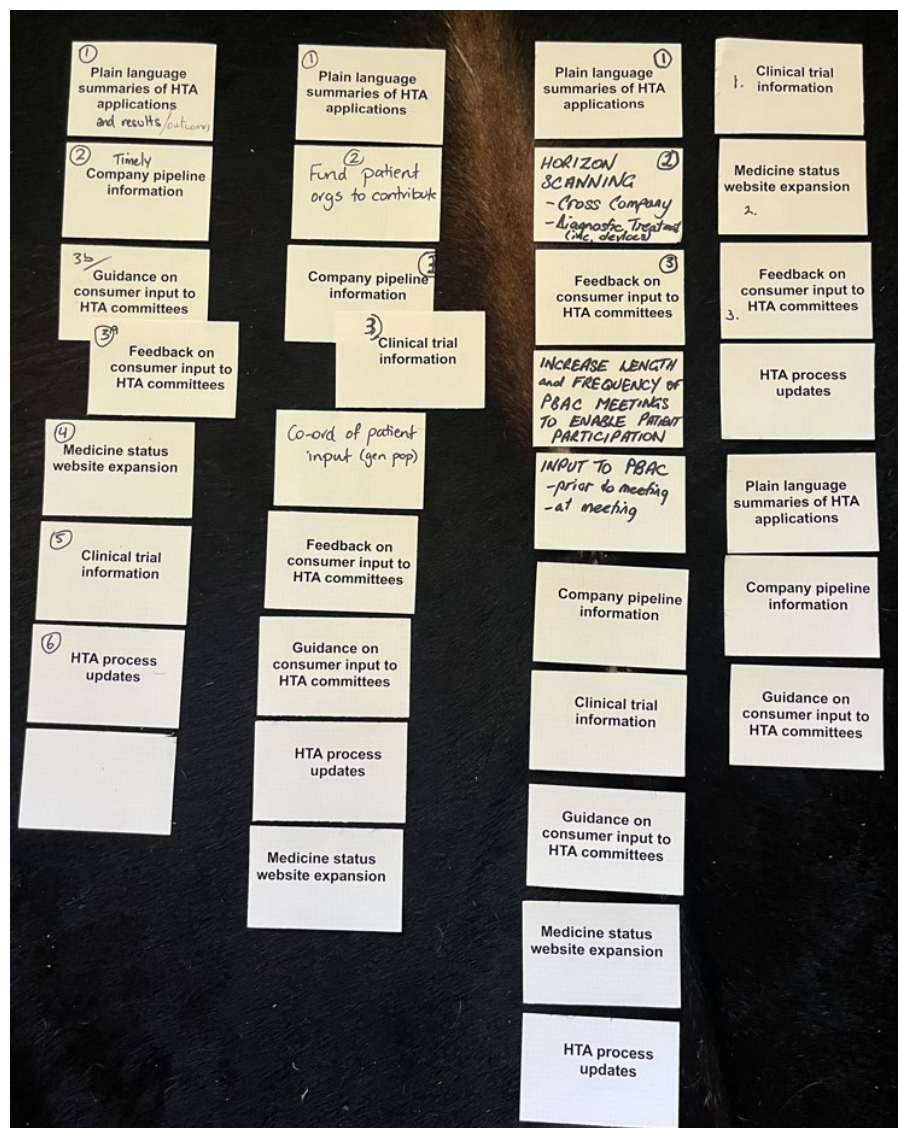 ①
Plain language
summaries of HTA
applications
and results/outcomes
② Timely
Company pipeline
information
3b/
Guidance on
consumer input to
HTA committees
③a
Feedback on
consumer input to
HTA committees
④
Medicine status
website expansion
⑤
Clinical trial
information
⑥
HTA process
updates
①
Plain language
summaries of HTA
applications
②
Fund patient
orgs to contribute
3
Company pipeline
information
3)
Clinical trial
information
Co-ord of patient
input (gen pop)
Feedback on
consumer input to
HTA committees
Guidance on
consumer input to
HTA committees
HTA process
updates
Medicine status
website expansion
①
Plain language
summaries of HTA
applications
HORIZON ②
SCANNING
- Cross Company
- Diagnostic, Treatment
(inc. devices)
③
Feedback on
consumer input to
HTA committees
INCREASE LENGTH
and FREQUENCY OF
PBAC MEETINGS
TO ENABLE PATIENT
PARTICIPATION
INPUT TO PBAC
- prior to meeting
- at meeting
Company pipeline
information
Clinical trial
information
Guidance on
consumer input to
HTA committees
Medicine status
website expansion
HTA process
updates
1. Clinical trial
information
Medicine status
website expansion
2.
Feedback on
consumer input to
3. HTA committees
HTA process
updates
Plain language
summaries of HTA
applications
Company pipeline
information
Guidance on
consumer input to
HTA committees